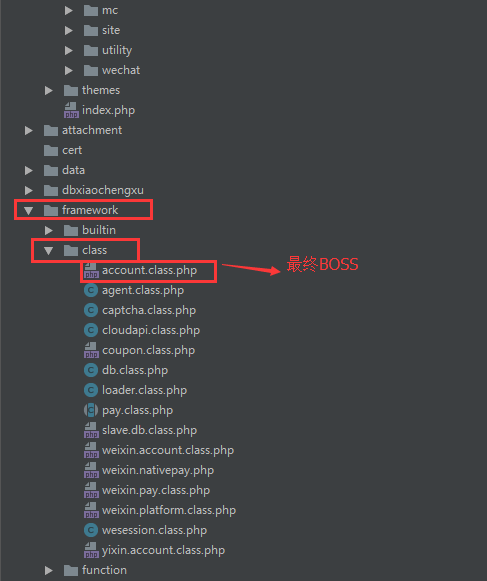 mc
site
utility
wechat
themes
index.php
attachment
cert
data
dbxiaochengxu
framework
builtin
class
account.class.php 最终BOSS
agent.class.php
captcha.class.php
cloudapi.class.php
coupon.class.php
db.class.php
loader.class.php
pay.class.php
slave.db.class.php
weixin.account.class.php
weixin.nativepay.php
weixin.pay.class.php
weixin.platform.class.php
wesession.class.php
yixin.account.class.php
function